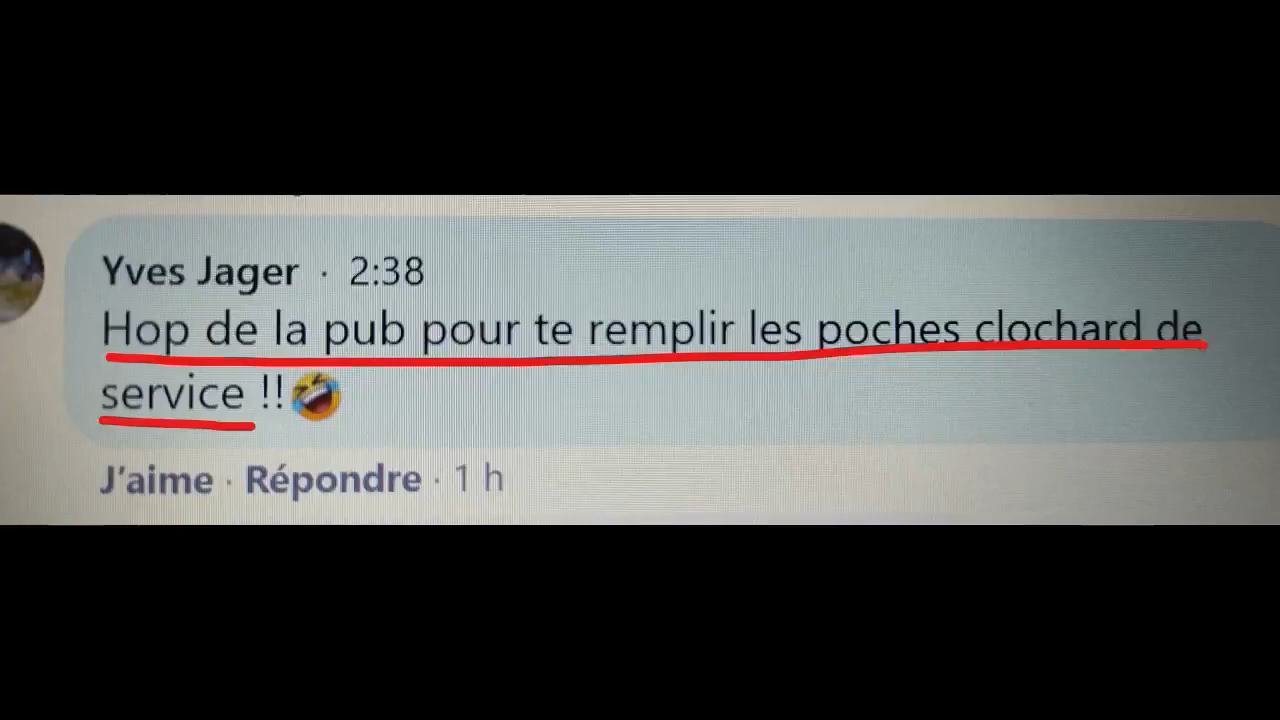 Yves Jager · 2:38
Hop de la pub pour te remplir les poches clochard de
service !!🤣
J'aime · Répondre · 1 h